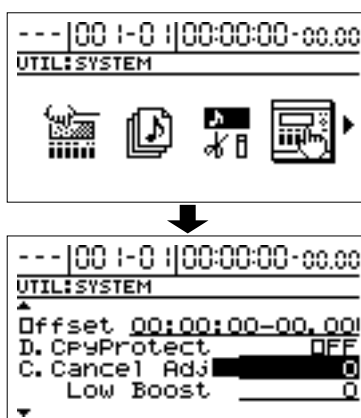 --- 001-01 00:00:00-00.00
UTIL:SYSTEM
--- 001-01 00:00:00-00.00
UTIL:SYSTEM
Offset 00:00:00-00.00
D.CpyProtect OFF
C.Cancel Adj 0
Low Boost 0